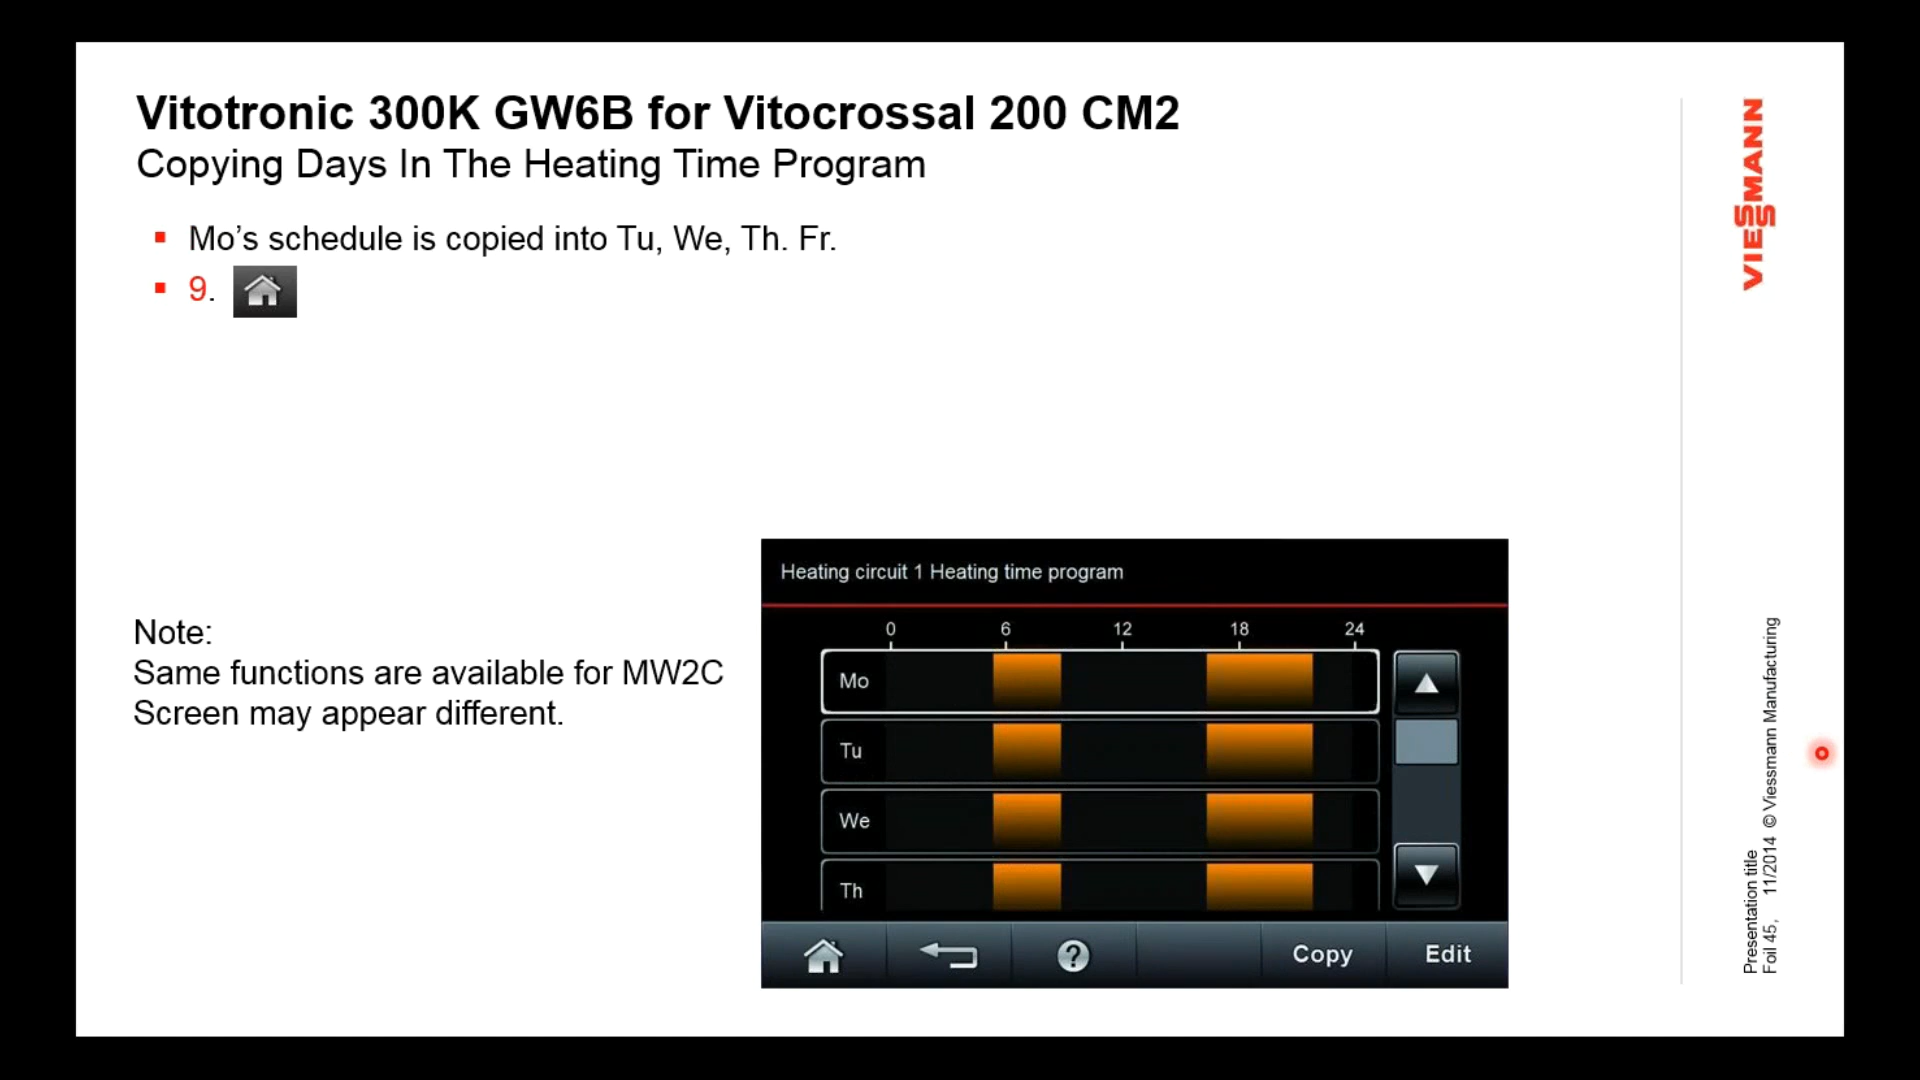 Vitotronic 300K GW6B for Vitocrossal 200 CM2
Copying Days In The Heating Time Program
Mo's schedule is copied into Tu, We, Th. Fr.
9.
Note:
Same functions are available for MW2C
Screen may appear different.
Heating circuit 1 Heating time program
0 6 12 18 24
Mo
Tu
We
Th
? Copy Edit
VIESSMANN
Presentation title
Foil 45, 11/2014 © Viessmann Manufacturing